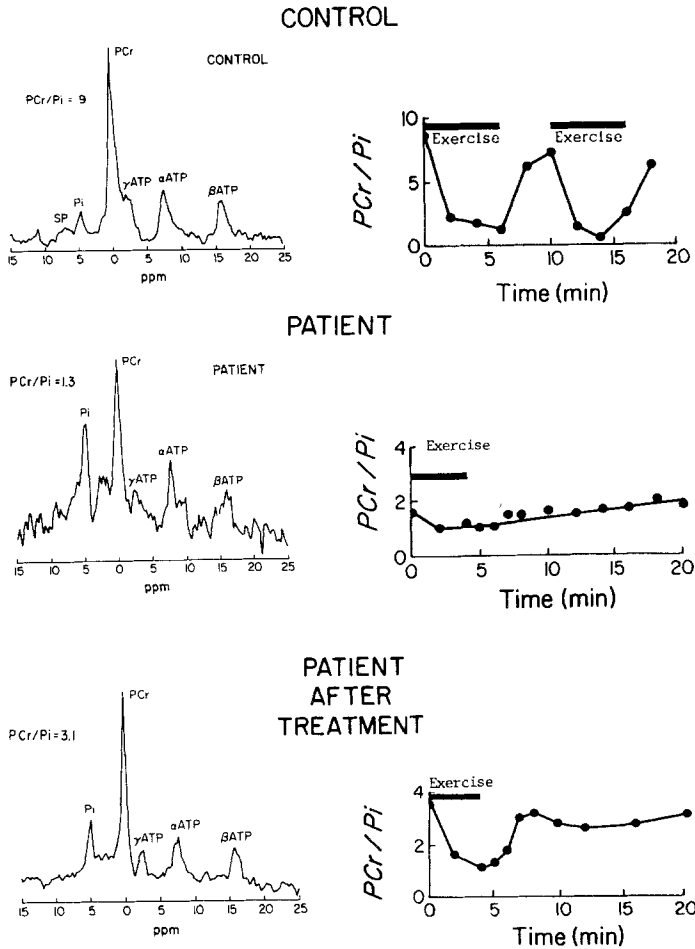 CONTROL
PCr
CONTROL
PCr/Pi = 9
γATP
αATP
βATP
Pi
SP
15 10 5 0 5 10 15 20 25
ppm
10
5
0
PCr/Pi
Exercise
Exercise
0 5 10 15 20
Time (min)
PATIENT
PCr
PATIENT
PCr/Pi=1.3
Pi
αATP
γATP
βATP
15 10 5 0 5 10 15 20 25
ppm
4
2
0
PCr/Pi
Exercise
0 5 10 15 20
Time (min)
PATIENT
AFTER
TREATMENT
PCr
PCr/Pi=3.1
Pi
γATP
αATP
βATP
15 10 5 0 5 10 15 20 25
ppm
4
2
0
PCr/Pi
Exercise
0 5 10 15 20
Time (min)